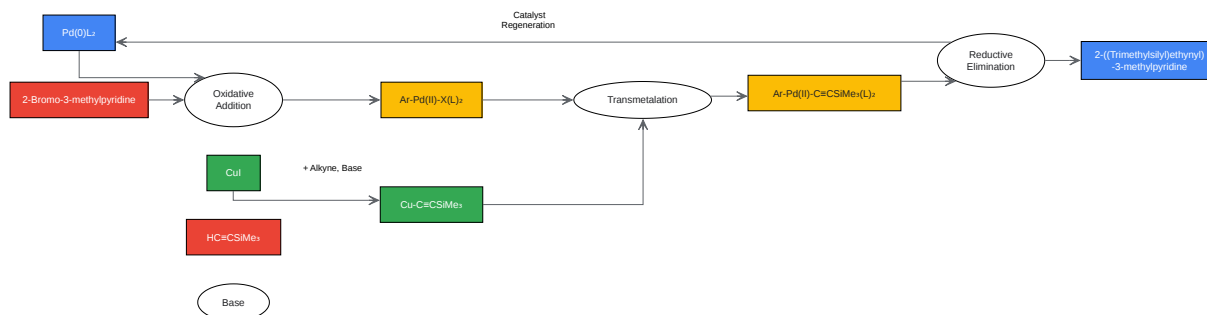 Catalyst
Regeneration
Pd(0)L₂
Reductive
Elimination
2-((Trimethylsilyl)ethynyl)
-3-methylpyridine
2-Bromo-3-methylpyridine
Oxidative
Addition
Ar-Pd(II)-X(L)₂
Transmetalation
Ar-Pd(II)-C≡CSiMe₃(L)₂
CuI
+ Alkyne, Base
Cu-C≡CSiMe₃
HC≡CSiMe₃
Base